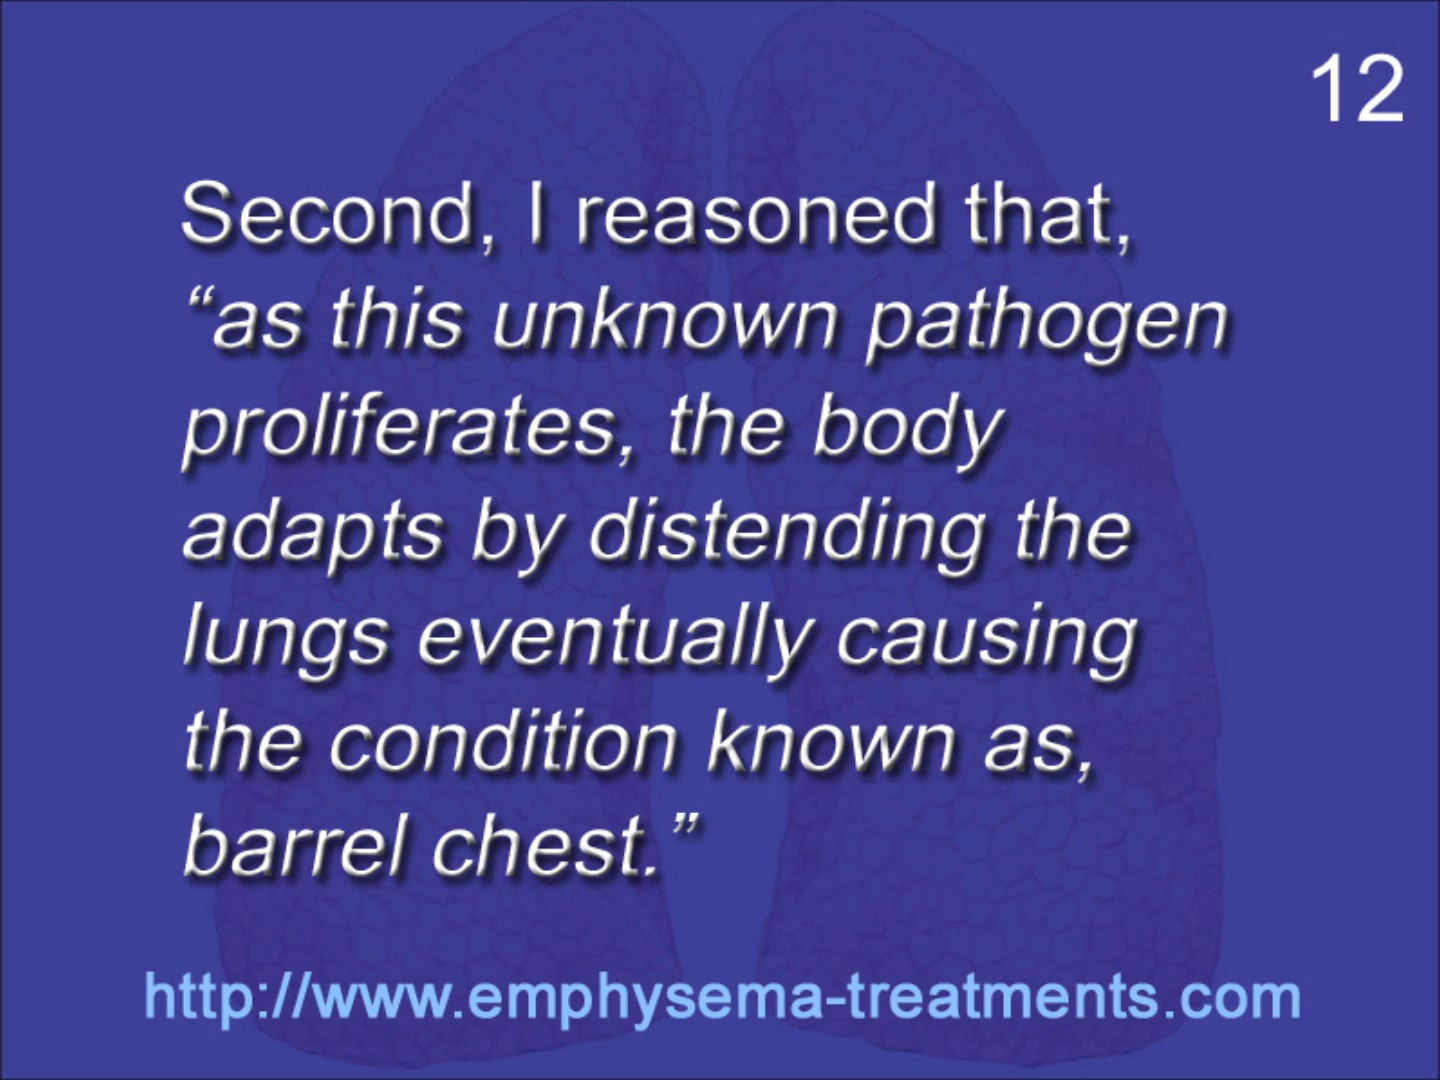 12
Second, I reasoned that,
“as this unknown pathogen
proliferates, the body
adapts by distending the
lungs eventually causing
the condition known as,
barrel chest.”
http://www.emphysema-treatments.com